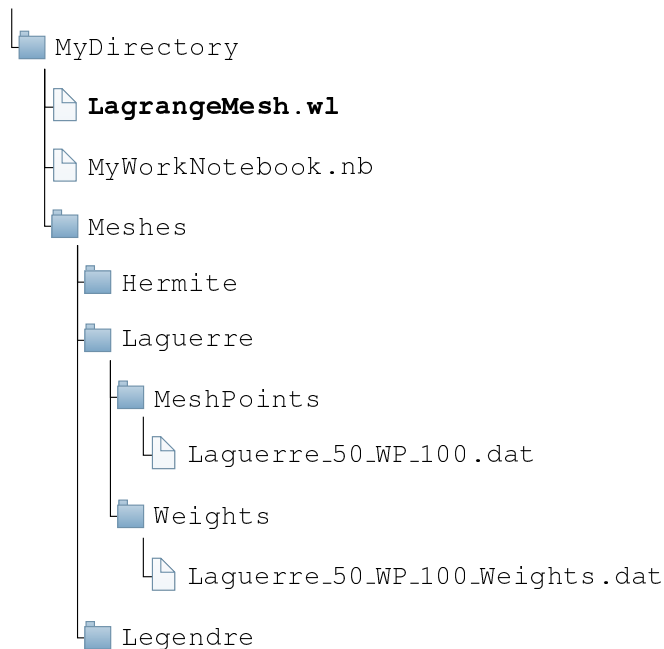 MyDirectory
LagrangeMesh.wl
MyWorkNotebook.nb
Meshes
Hermite
Laguerre
MeshPoints
Laguerre_50_WP_100.dat
Weights
Laguerre_50_WP_100_Weights.dat
Legendre